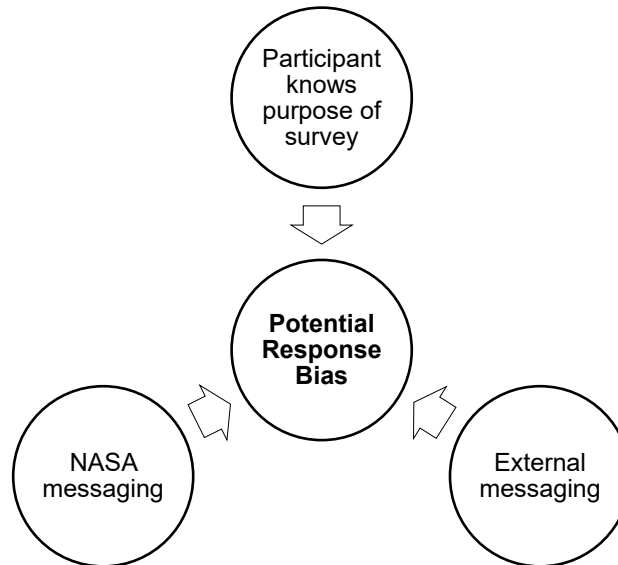 Participant
knows
purpose of
survey
Potential
Response
Bias
NASA
messaging
External
messaging